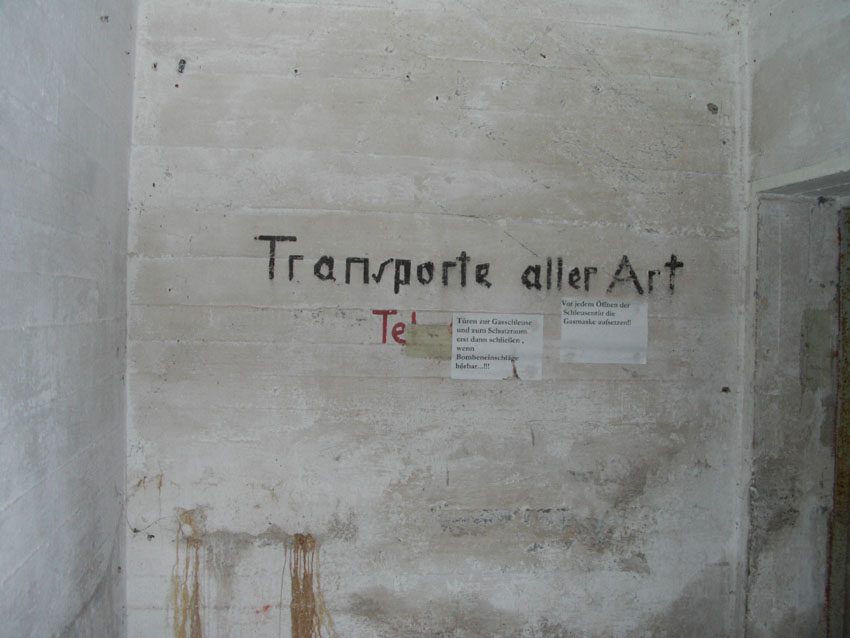 Transporte aller Art
Tel
Türen zur Gasschleuse
und zum Schutzraum
erst dann schließen ,
wenn
Bombeneinschläge
hörbar...!!!
Vor jedem Öffnen der
Schleusentür die
Gasmaske aufsetzen!!